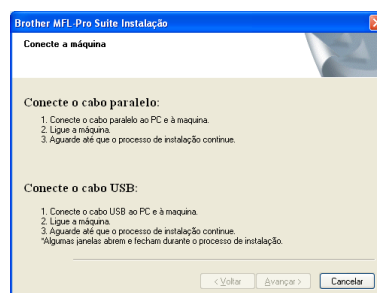 Brother MFL-Pro Suite Instalação
Conecte a máquina
Conecte o cabo paralelo:
1. Conecte o cabo paralelo ao PC e à maquina.
2. Ligue a máquina.
3. Aguarde até que o processo de instalação continue.
Conecte o cabo USB:
1. Conecte o cabo USB ao PC e à maquina.
2. Ligue a máquina.
3. Aguarde até que o processo de instalação continue.
*Algumas janelas abrem e fecham durante o processo de instalação.
< Voltar Avançar > Cancelar